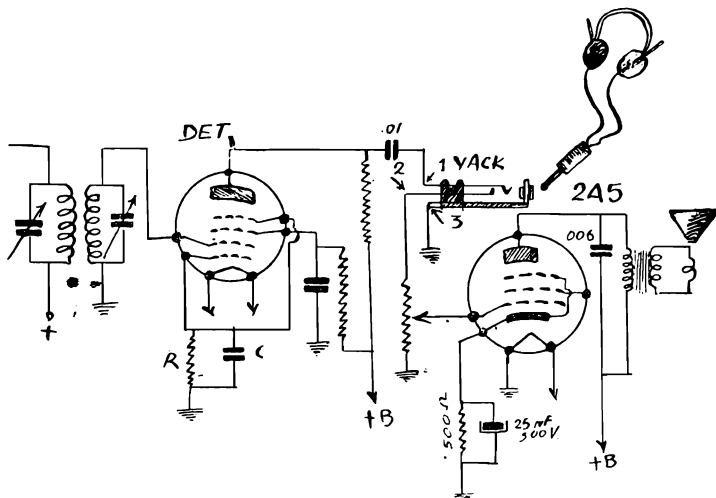 DET.
.01
2
1 YACK
3
2A5
.006
+
R
C
+B
.500Ω
25 mF
300V
+B